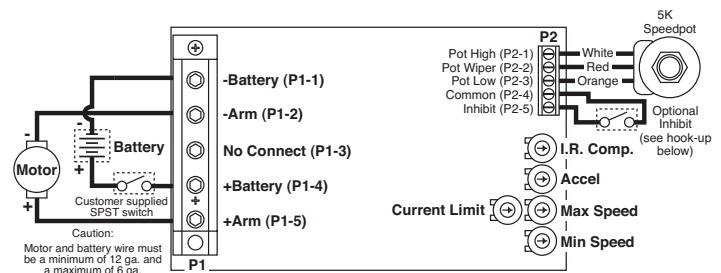 5K
Speedpot
P2
Pot High (P2-1)
White
Pot Wiper (P2-2)
Red
Pot Low (P2-3)
Orange
Common (P2-4)
Inhibit (P2-5)
Optional
Inhibit
(see hook-up
below)
-Battery (P1-1)
-Arm (P1-2)
No Connect (P1-3)
+Battery (P1-4)
+Arm (P1-5)
P1
-
+
Motor
-
+
Battery
+
Customer supplied
SPST switch
Caution:
Motor and battery wire must
be a minimum of 12 ga. and
a maximum of 6 ga.
I.R. Comp.
Accel
Current Limit
Max Speed
Min Speed